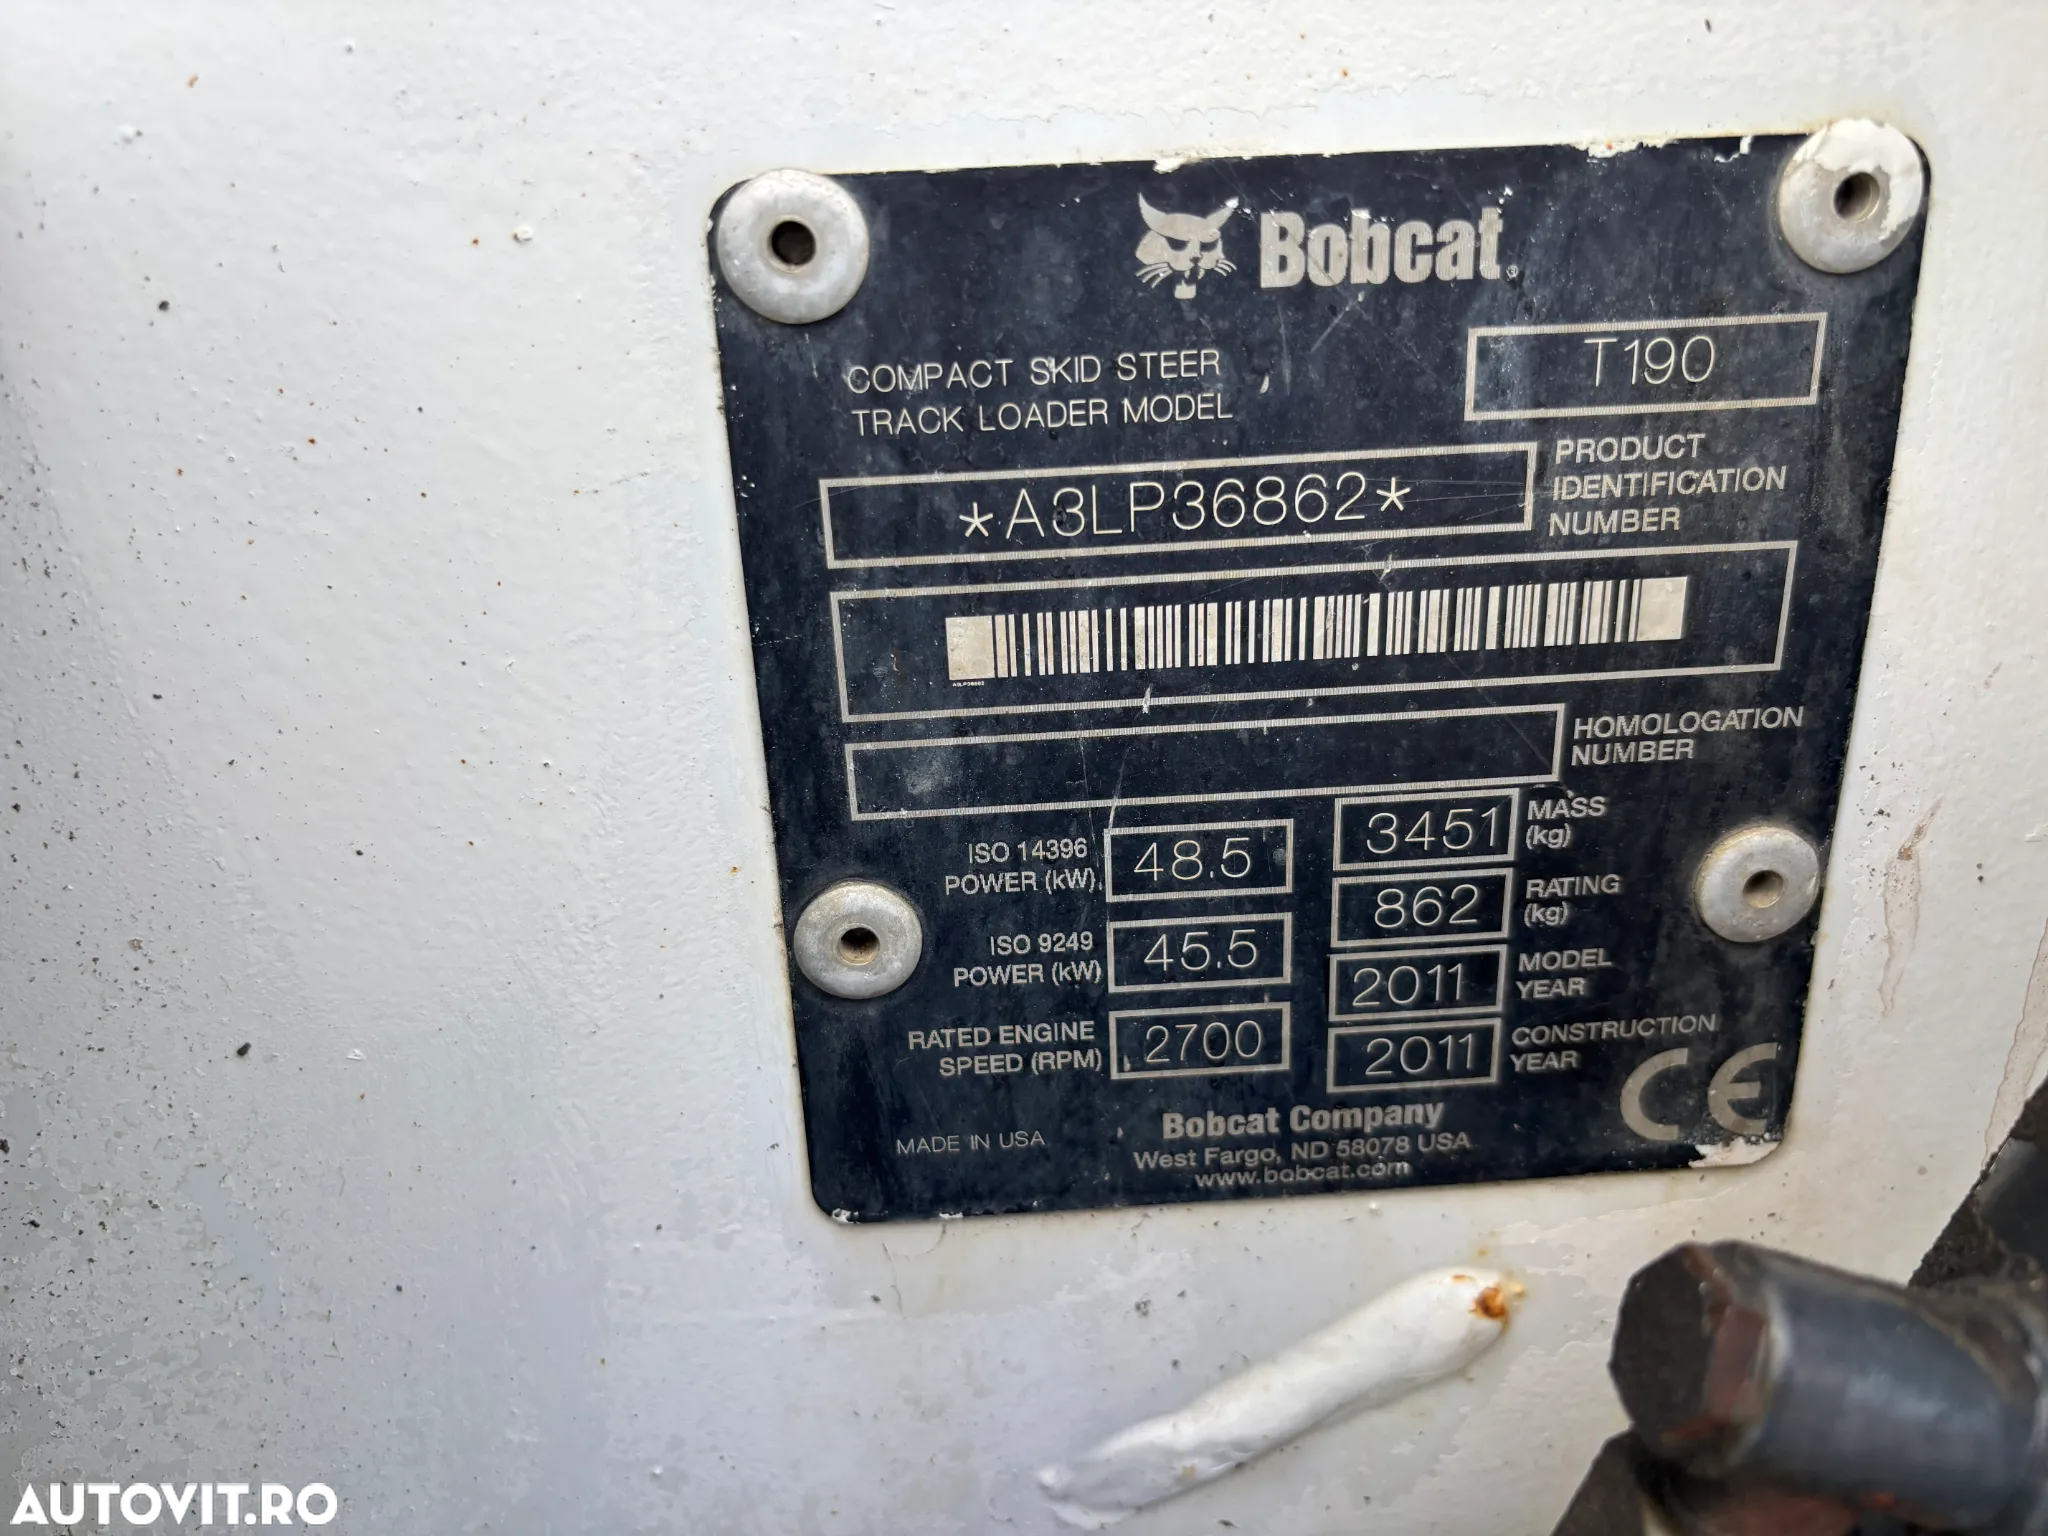 Bobcat®
COMPACT SKID STEER
TRACK LOADER MODEL
T190
*A3LP36862*
PRODUCT
IDENTIFICATION
NUMBER
A3LP36862
HOMOLOGATION
NUMBER
ISO 14396
POWER (kW)
48.5
3451
MASS
(kg)
862
RATING
(kg)
ISO 9249
POWER (kW)
45.5
2011
MODEL
YEAR
RATED ENGINE
SPEED (RPM)
2700
2011
CONSTRUCTION
YEAR
CE
MADE IN USA
Bobcat Company
West Fargo, ND 58078 USA
www.bobcat.com
AUTOVIT.RO